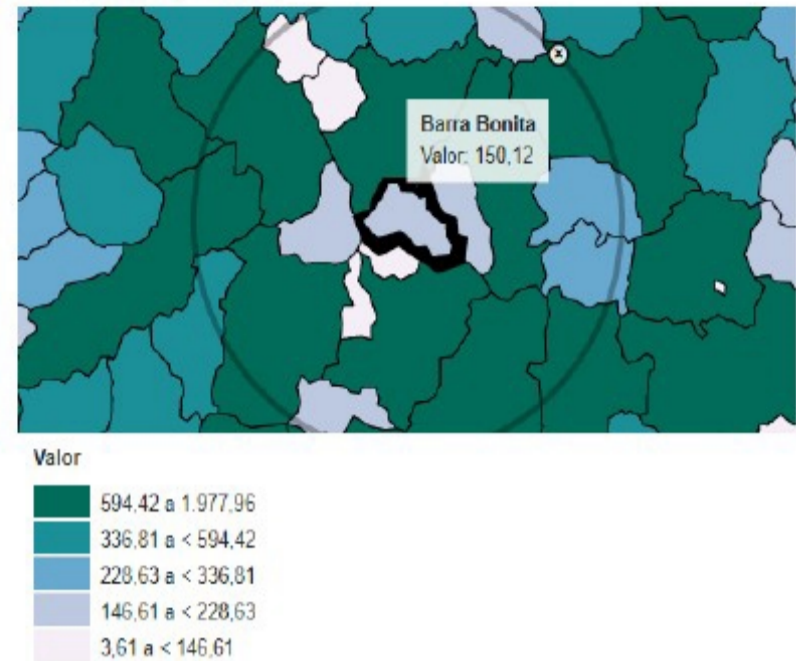 x
Barra Bonita
Valor: 150,12
Valor
594,42 a 1.977,96
336,81 a < 594,42
228,63 a < 336,81
146,61 a < 228,63
3,61 a < 146,61